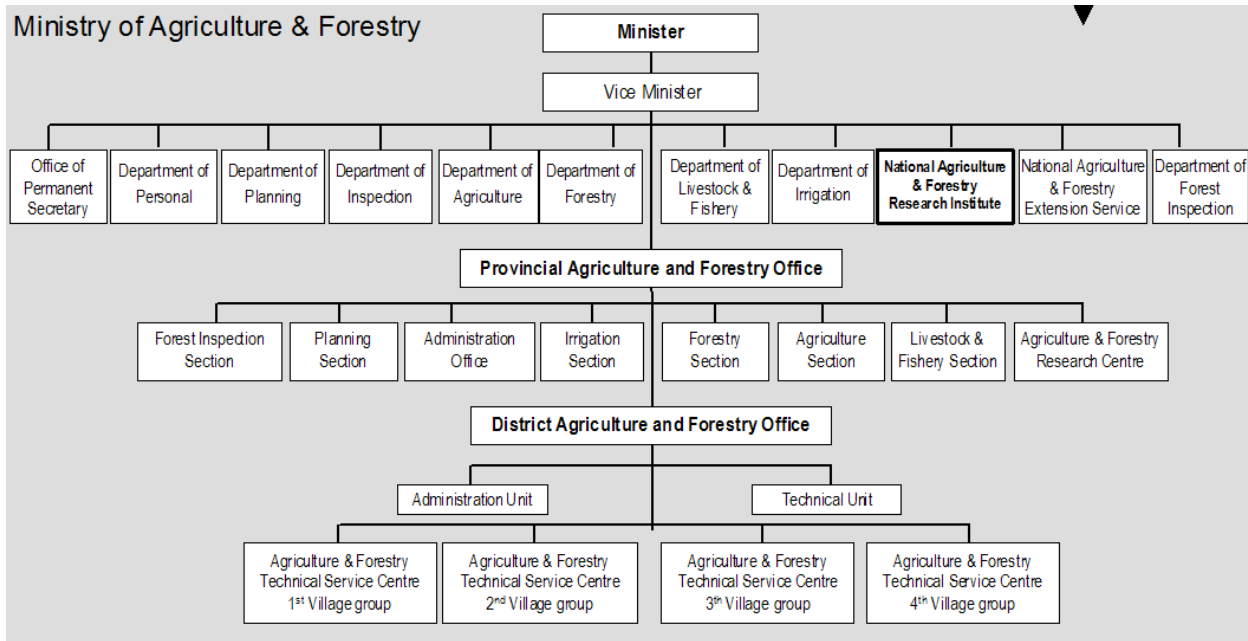 Ministry of Agriculture & Forestry
Minister
Vice Minister
Office of
Permanent
Secretary
Department of
Personal
Department of
Planning
Department of
Inspection
Department of
Agriculture
Department of
Forestry
Department of
Livestock &
Fishery
Department of
Irrigation
National Agriculture
& Forestry
Research Institute
National Agriculture
& Forestry
Extension Service
Department of
Forest
Inspection
Provincial Agriculture and Forestry Office
Forest Inspection
Section
Planning
Section
Administration
Office
Irrigation
Section
Forestry
Section
Agriculture
Section
Livestock &
Fishery Section
Agriculture & Forestry
Research Centre
District Agriculture and Forestry Office
Administration Unit
Technical Unit
Agriculture & Forestry
Technical Service Centre
1st Village group
Agriculture & Forestry
Technical Service Centre
2nd Village group
Agriculture & Forestry
Technical Service Centre
3th Village group
Agriculture & Forestry
Technical Service Centre
4th Village group